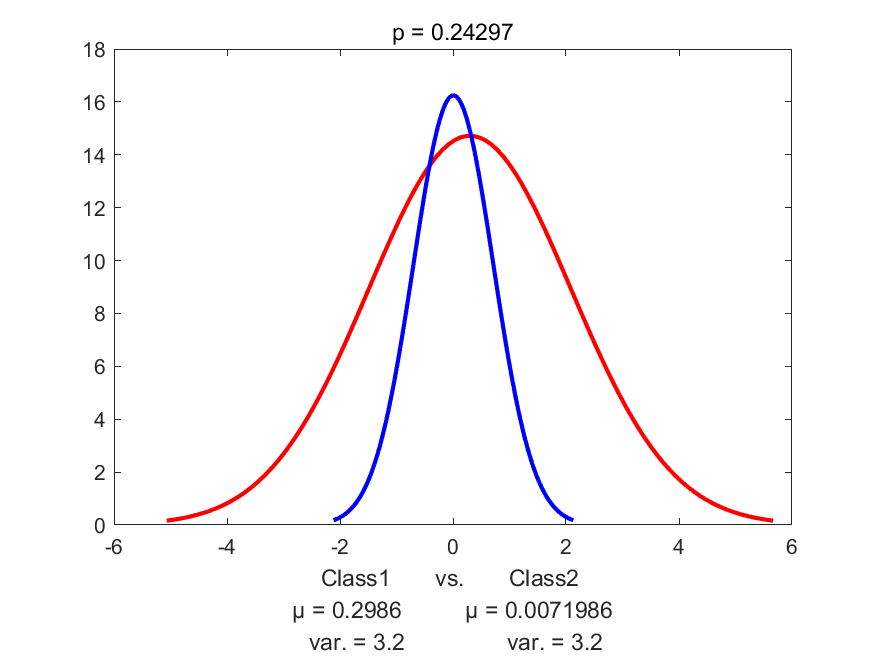 p = 0.24297
18
16
14
12
10
8
6
4
2
0
-6 -4 -2 0 2 4 6
Class1 vs. Class2
μ = 0.2986 μ = 0.0071986
var. = 3.2 var. = 3.2